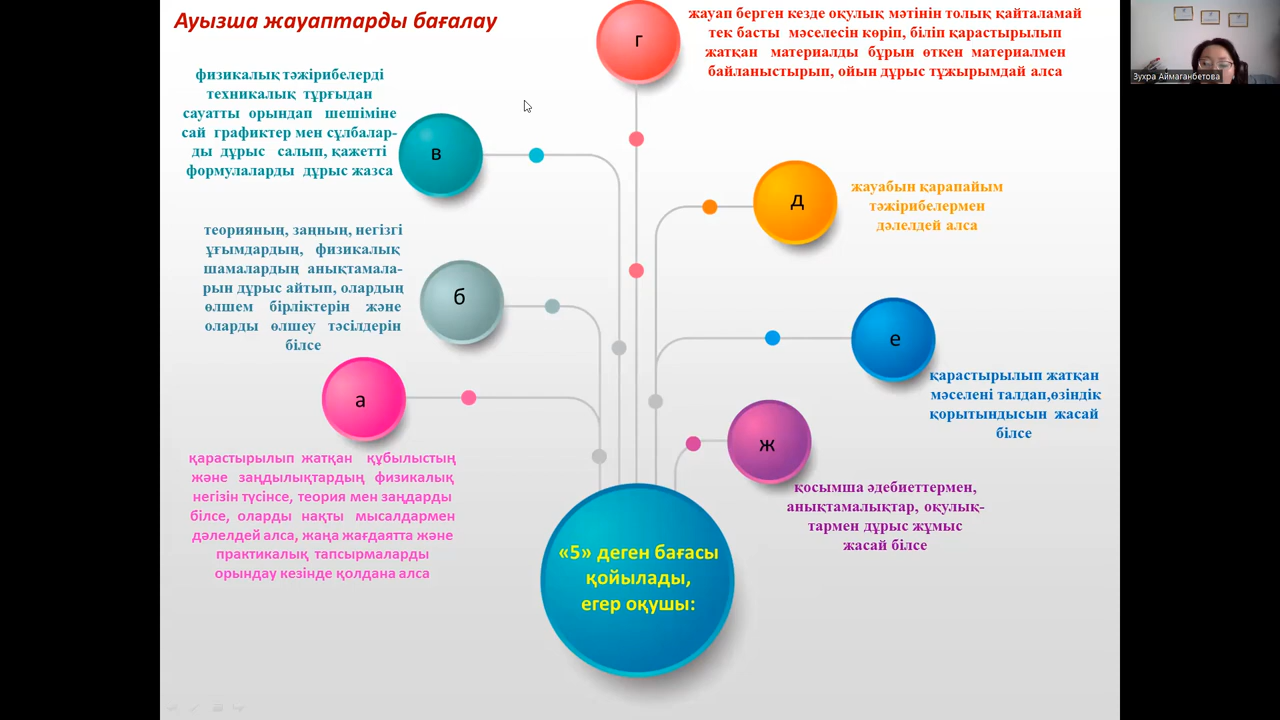 Ауызша жауаптарды бағалау
г
жауап берген кезде оқулық мәтінін толық қайталамай
тек басты мәселесін көріп, біліп қарастырылып
жатқан материалды бұрын өткен материалмен
байланыстырып, ойын дұрыс тұжырымдай алса
Зухра Аймаганбетова
физикалық тәжірибелерді
техникалық тұрғыдан
сауатты орындап шешіміне
сай графиктер мен сұлбалар-
ды дұрыс салып, қажетті
формулаларды дұрыс жазса
в
д
жауабын қарапайым
тәжірибелермен
дәлелдей алса
теорияның, заңның, негізгі
ұғымдардың, физикалық
шамалардың анықтамала-
рын дұрыс айтып, олардың
өлшем бірліктерін және
оларды өлшеу тәсілдерін
білсе
б
е
қарастырылып жатқан
мәселені талдап,өзіндік
қорытындысын жасай
білсе
а
қарастырылып жатқан құбылыстың
және заңдылықтардың физикалық
негізін түсінсе, теория мен заңдарды
білсе, оларды нақты мысалдармен
дәлелдей алса, жаңа жағдаятта және
практикалық тапсырмаларды
орындау кезінде қолдана алса
ж
қосымша әдебиеттермен,
анықтамалықтар, оқулық-
тармен дұрыс жұмыс
жасай білсе
«5» деген бағасы
қойылады,
егер оқушы: